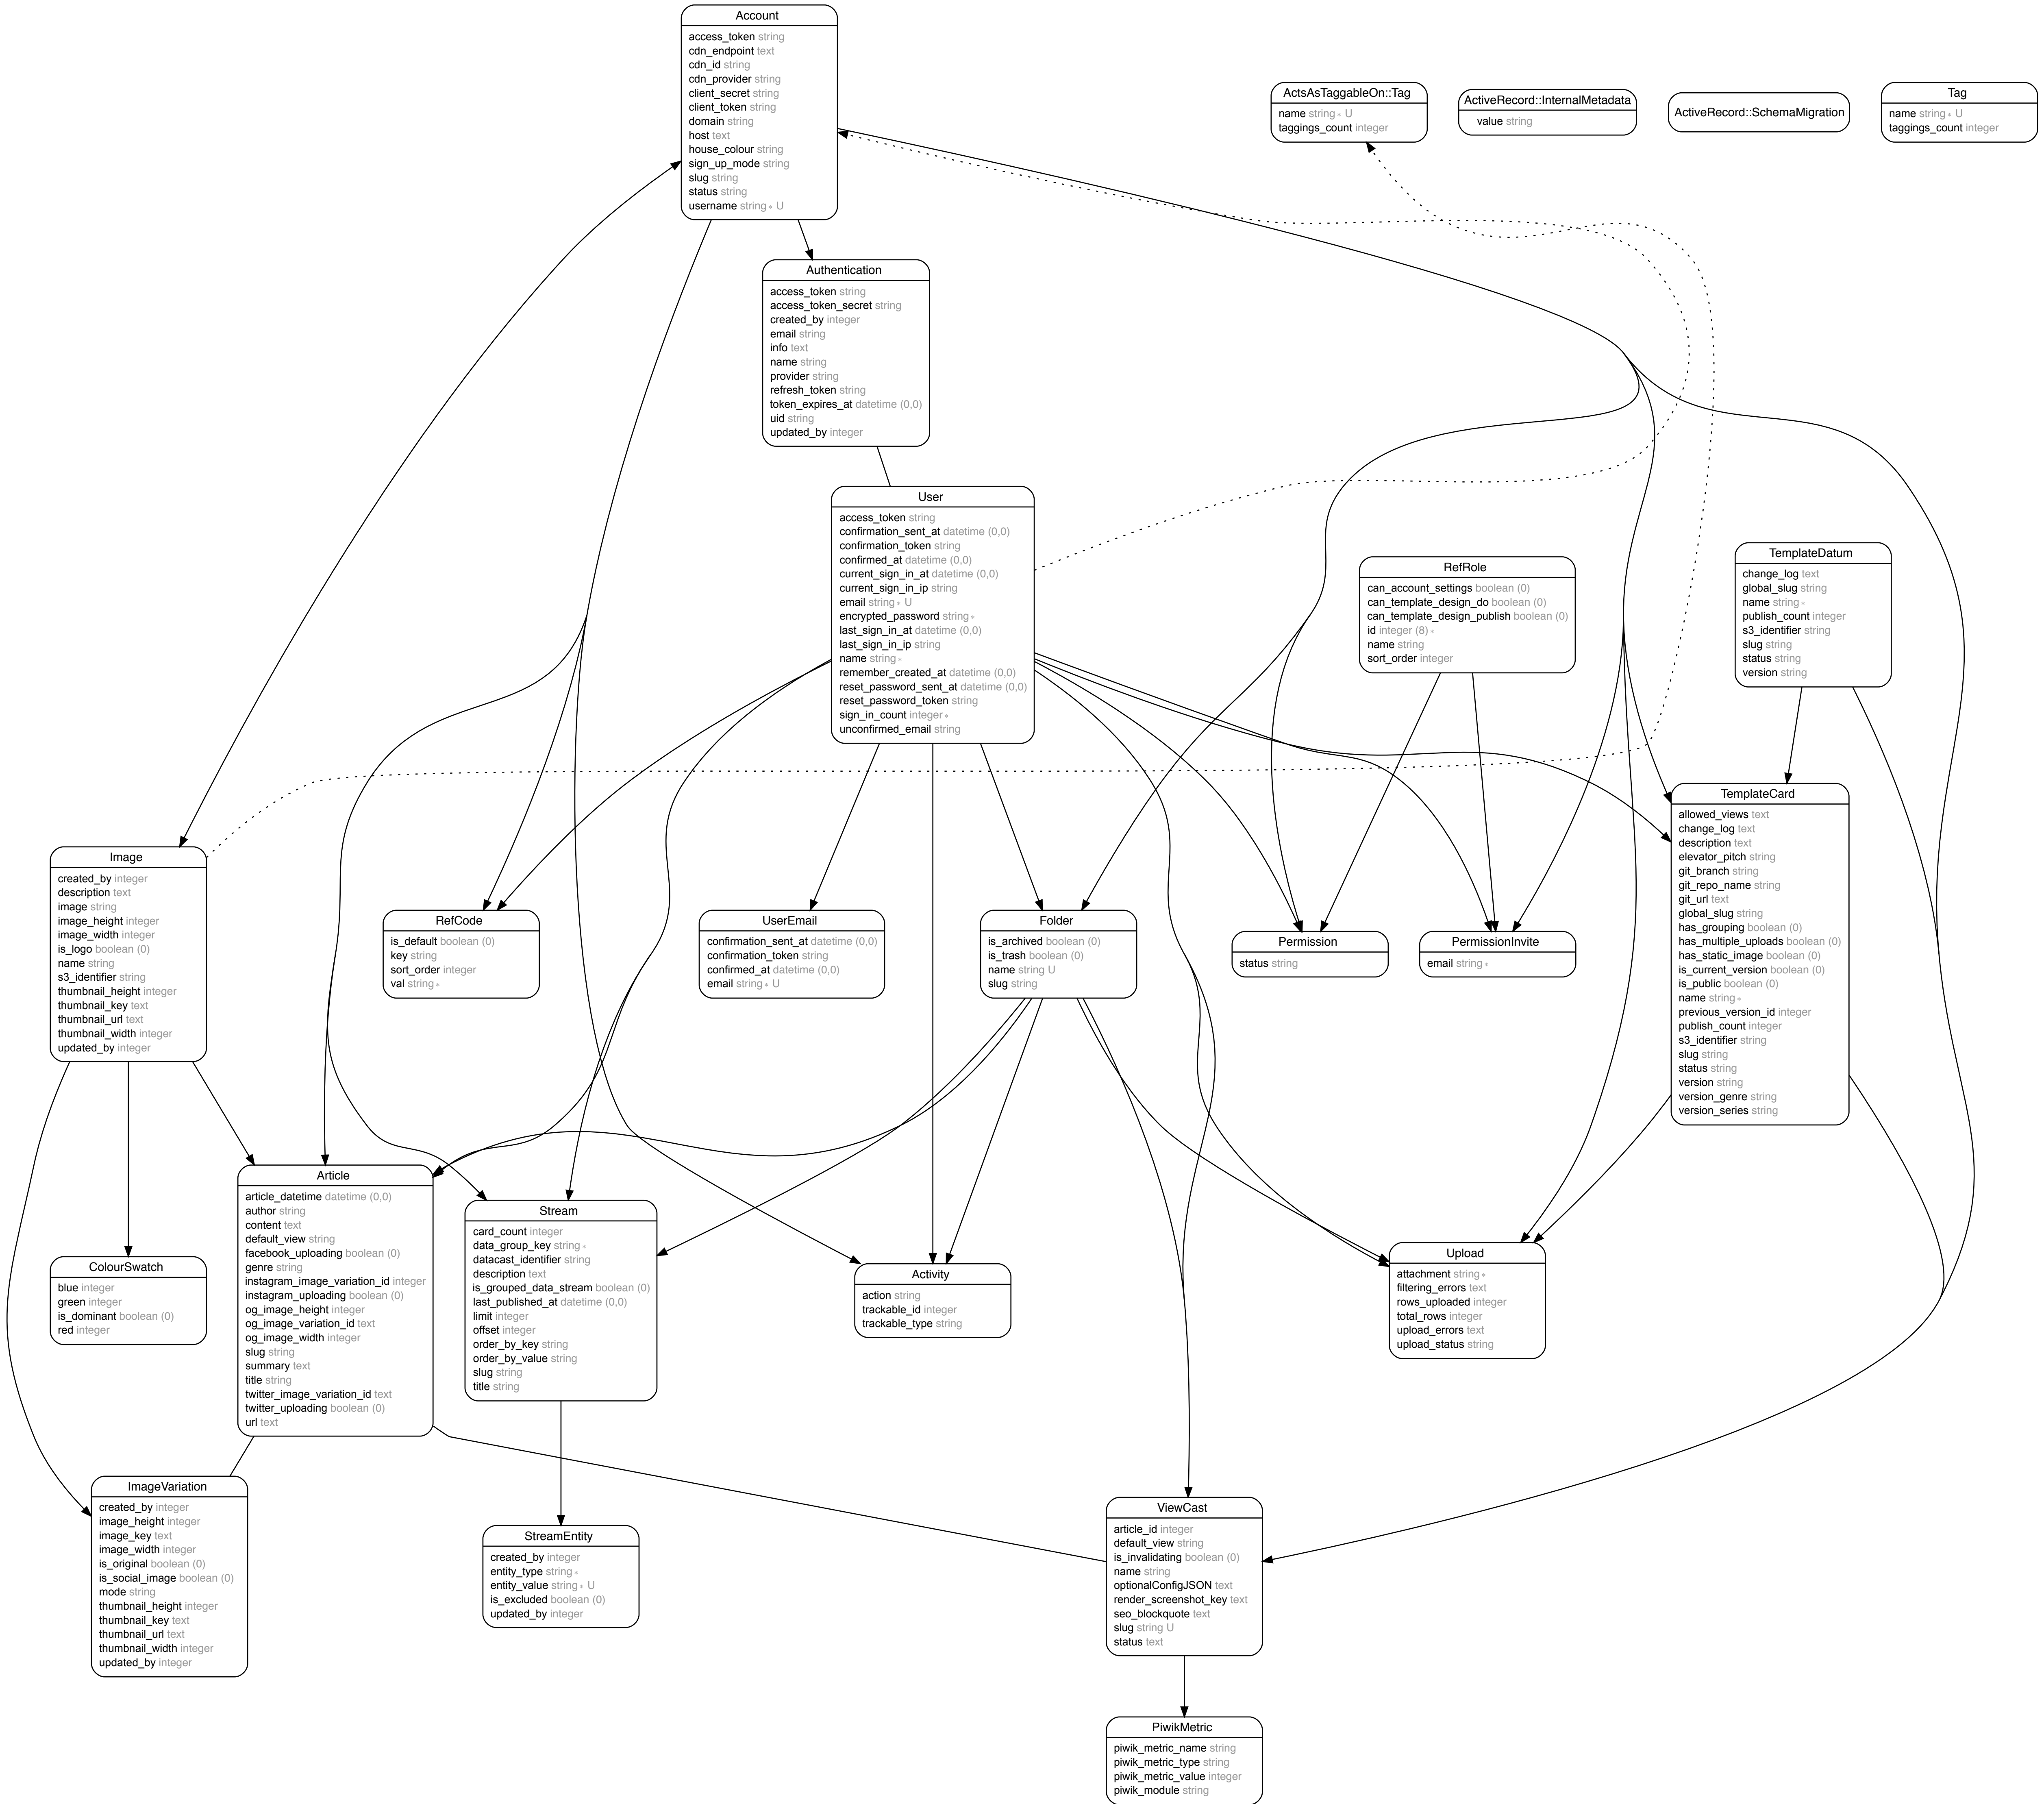 Account
access_token string
cdn_endpoint text
cdn_id string
cdn_provider string
client_secret string
client_token string
domain string
host text
house_colour string
sign_up_mode string
slug string
status string
username string∗ U
ActsAsTaggableOn::Tag
name string∗ U
taggings_count integer
ActiveRecord::InternalMetadata
value string
ActiveRecord::SchemaMigration
Tag
name string∗ U
taggings_count integer
Authentication
access_token string
access_token_secret string
created_by integer
email string
info text
name string
provider string
refresh_token string
token_expires_at datetime (0,0)
uid string
updated_by integer
User
access_token string
confirmation_sent_at datetime (0,0)
confirmation_token string
confirmed_at datetime (0,0)
current_sign_in_at datetime (0,0)
current_sign_in_ip string
email string∗ U
encrypted_password string∗
last_sign_in_at datetime (0,0)
last_sign_in_ip string
name string∗
remember_created_at datetime (0,0)
reset_password_sent_at datetime (0,0)
reset_password_token string
sign_in_count integer∗
unconfirmed_email string
RefRole
can_account_settings boolean (0)
can_template_design_do boolean (0)
can_template_design_publish boolean (0)
id integer (8)∗
name string
sort_order integer
TemplateDatum
change_log text
global_slug string
name string∗
publish_count integer
s3_identifier string
slug string
status string
version string
TemplateCard
allowed_views text
change_log text
description text
elevator_pitch string
git_branch string
git_repo_name string
git_url text
global_slug string
has_grouping boolean (0)
has_multiple_uploads boolean (0)
has_static_image boolean (0)
is_current_version boolean (0)
is_public boolean (0)
name string∗
previous_version_id integer
publish_count integer
s3_identifier string
slug string
status string
version string
version_genre string
version_series string
Image
created_by integer
description text
image string
image_height integer
image_width integer
is_logo boolean (0)
name string
s3_identifier string
thumbnail_height integer
thumbnail_key text
thumbnail_url text
thumbnail_width integer
updated_by integer
RefCode
is_default boolean (0)
key string
sort_order integer
val string∗
UserEmail
confirmation_sent_at datetime (0,0)
confirmation_token string
confirmed_at datetime (0,0)
email string∗ U
Folder
is_archived boolean (0)
is_trash boolean (0)
name string U
slug string
Permission
status string
PermissionInvite
email string∗
Article
article_datetime datetime (0,0)
author string
content text
default_view string
facebook_uploading boolean (0)
genre string
instagram_image_variation_id integer
instagram_uploading boolean (0)
og_image_height integer
og_image_variation_id text
og_image_width integer
slug string
summary text
title string
twitter_image_variation_id text
twitter_uploading boolean (0)
url text
Stream
card_count integer
data_group_key string∗
datacast_identifier string
description text
is_grouped_data_stream boolean (0)
last_published_at datetime (0,0)
limit integer
offset integer
order_by_key string
order_by_value string
slug string
title string
ColourSwatch
blue integer
green integer
is_dominant boolean (0)
red integer
Activity
action string
trackable_id integer
trackable_type string
Upload
attachment string∗
filtering_errors text
rows_uploaded integer
total_rows integer
upload_errors text
upload_status string
ImageVariation
created_by integer
image_height integer
image_key text
image_width integer
is_original boolean (0)
is_social_image boolean (0)
mode string
thumbnail_height integer
thumbnail_key text
thumbnail_url text
thumbnail_width integer
updated_by integer
StreamEntity
created_by integer
entity_type string∗
entity_value string∗ U
is_excluded boolean (0)
updated_by integer
ViewCast
article_id integer
default_view string
is_invalidating boolean (0)
name string
optionalConfigJSON text
render_screenshot_key text
seo_blockquote text
slug string U
status text
PiwikMetric
piwik_metric_name string
piwik_metric_type string
piwik_metric_value integer
piwik_module string